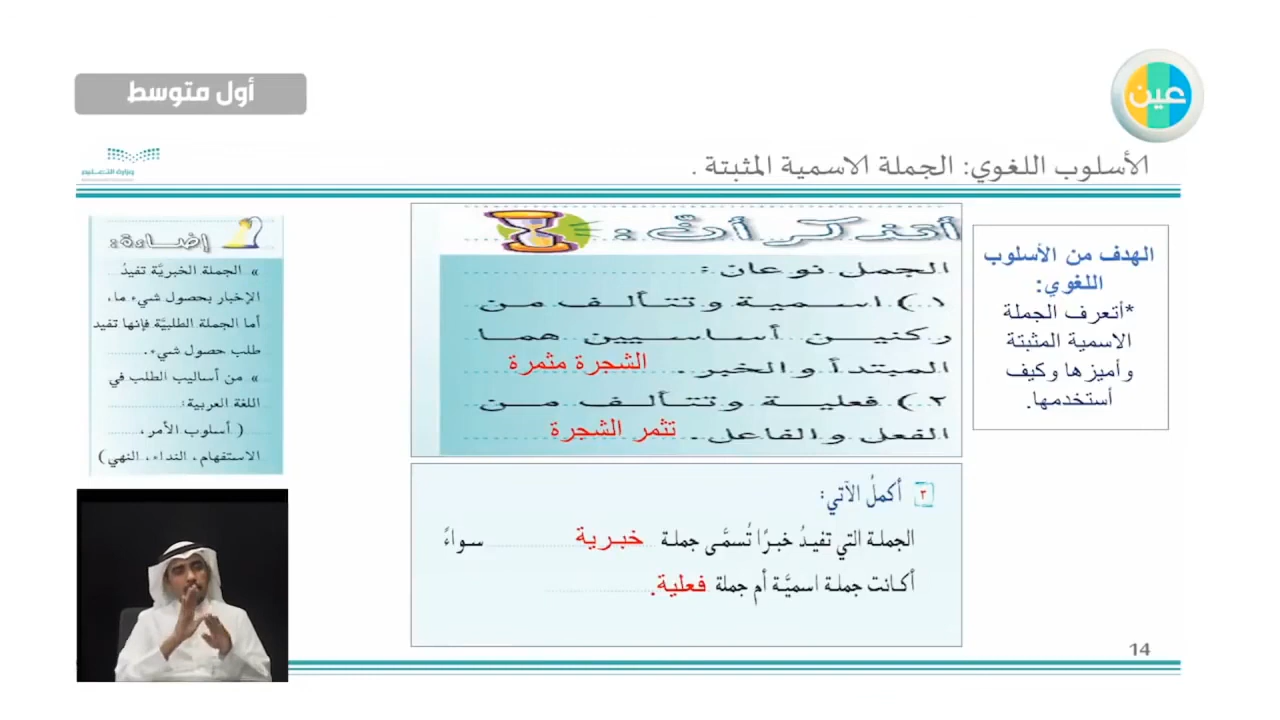 أول متوسط
عين
وزارة التعليم
الأسلوب اللغوي: الجملة الاسمية المثبتة .
الهدف من الأسلوب
اللغوي:
*أتعرف الجملة
الاسمية المثبتة
وأميزها وكيف
أستخدمها.
أتذكر أنّ:
الجمل نوعان :
١ ) اسمية وتتألف من
ركنين أساسيين هما
المبتدأ والخبر . الشجرة مثمرة
٢ ) فعلية وتتألف من
الفعل والفاعل . تثمر الشجرة
إضاءة:
» الجملة الخبريَّة تفيدُ
الإخبار بحصول شيء ما،
أما الجملة الطلبيَّة فإنها تفيد
طلب حصول شيء.
» من أساليب الطلب في
اللغة العربية:
( أسلوب الأمر،
الاستفهام، النداء، النهي)
٣ أكملُ الآتي:
الجملة التي تفيدُ خبرًا تُسمَّى جملة خبرية سواءً
أكانت جملة اسميَّة أم جملة فعلية.
14